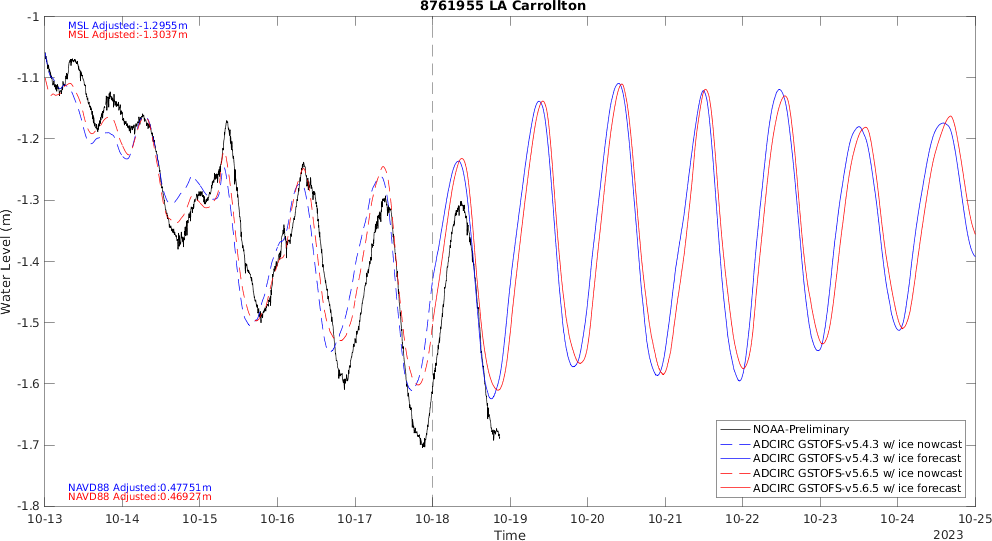 8761955 LA Carrollton
MSL Adjusted:-1.2955m
MSL Adjusted:-1.3037m
-1
-1.1
-1.2
-1.3
-1.4
-1.5
-1.6
-1.7
-1.8
Water Level (m)
NOAA-Preliminary
ADCIRC GSTOFS-v5.4.3 w/ ice nowcast
ADCIRC GSTOFS-v5.4.3 w/ ice forecast
ADCIRC GSTOFS-v5.6.5 w/ ice nowcast
ADCIRC GSTOFS-v5.6.5 w/ ice forecast
NAVD88 Adjusted:0.47751m
NAVD88 Adjusted:0.46927m
10-13 10-14 10-15 10-16 10-17 10-18 10-19 10-20 10-21 10-22 10-23 10-24 10-25
Time
2023